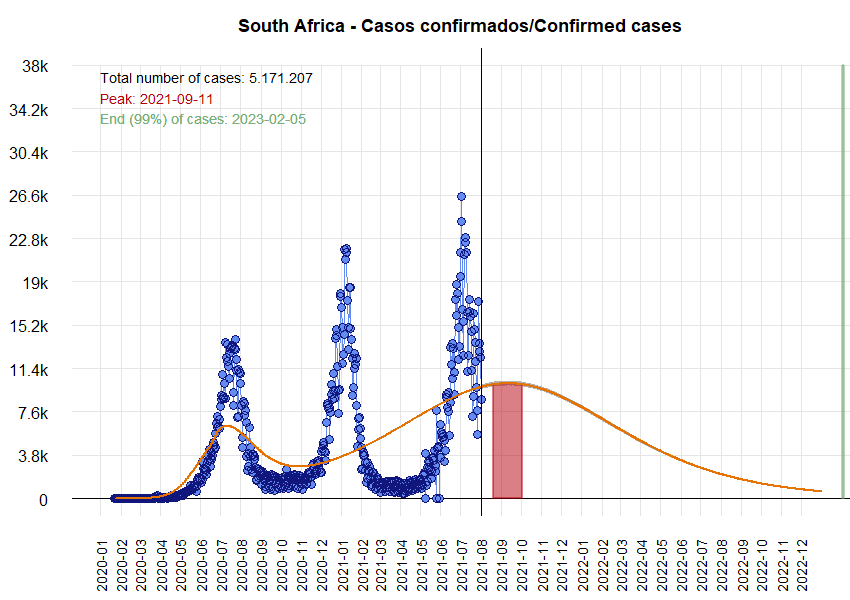 South Africa - Casos confirmados/Confirmed cases
38k
Total number of cases: 5.171.207
Peak: 2021-09-11
34.2k
End (99%) of cases: 2023-02-05
30.4k
26.6k
22.8k
19k
15.2k
11.4k
7.6k
3.8k
0
2020-01
2020-02
2020-03
2020-04
2020-05
2020-06
2020-07
2020-08
2020-09
2020-10
2020-11
2020-12
2021-01
2021-02
2021-03
2021-04
2021-05
2021-06
2021-07
2021-08
2021-09
2021-10
2021-11
2021-12
2022-01
2022-02
2022-03
2022-04
2022-05
2022-06
2022-07
2022-08
2022-09
2022-10
2022-11
2022-12